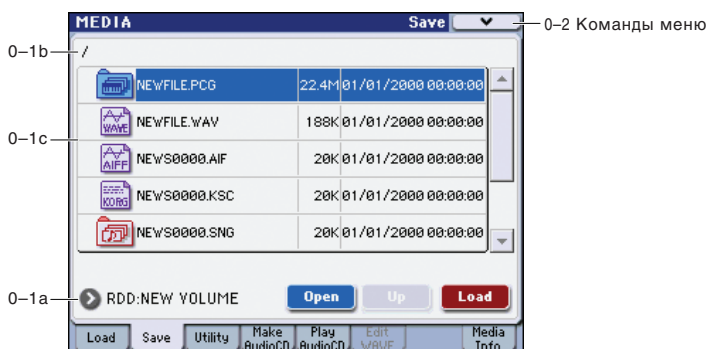 MEDIA Save
0–2 Команды меню
0–1b /
NEWFILE.PCG 22.4M 01/01/2000 00:00:00
WAVE NEWFILE.WAV 188K 01/01/2000 00:00:00
0–1c
AIFF NEWS0000.AIF 20K 01/01/2000 00:00:00
KORG NEWS0000.KSC 20K 01/01/2000 00:00:00
NEWS0000.SNG 20K 01/01/2000 00:00:00
0–1a RDD:NEW VOLUME Open Up Load
Load Save Utility Make AudioCD Play AudioCD Edit WAVE Media Info